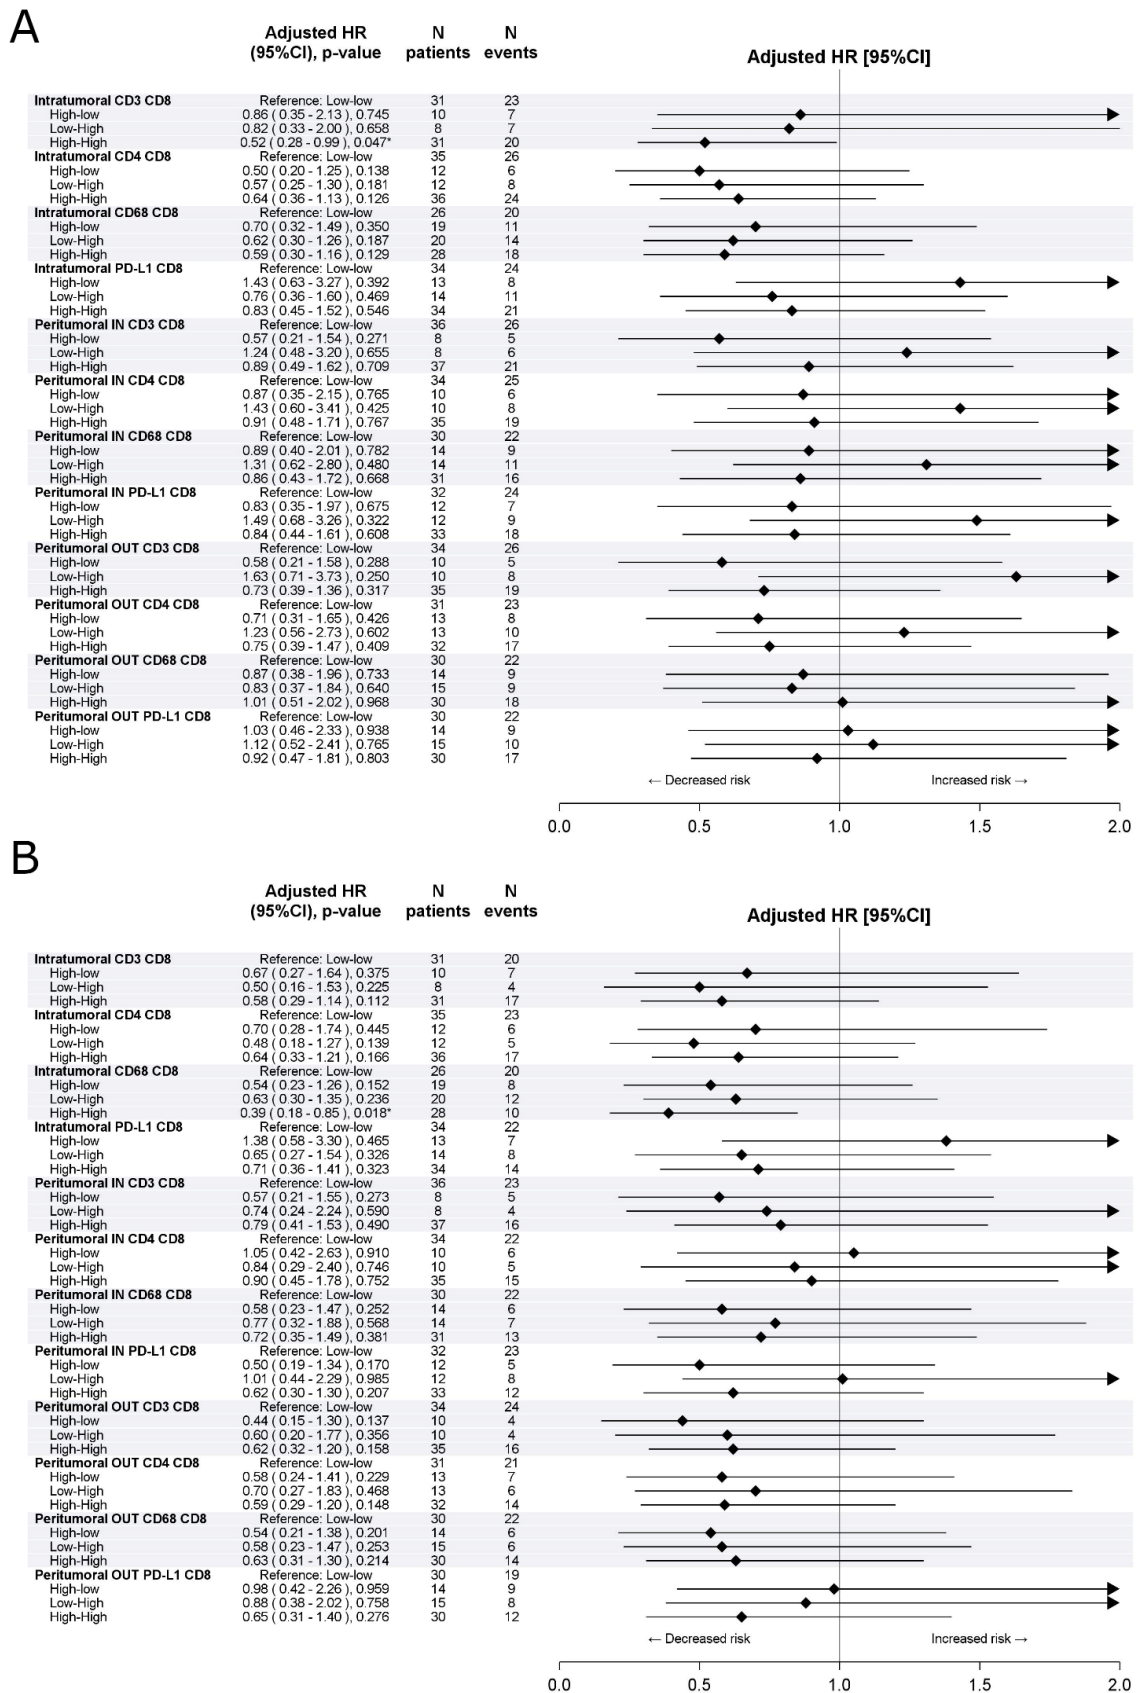 A
Adjusted HR (95%CI), p-value N patients N events Adjusted HR [95%CI]
Intratumoral CD3 CD8 Reference: Low-low 31 23
High-low 0.86 ( 0.35 - 2.13 ), 0.745 10 7
Low-High 0.82 ( 0.33 - 2.00 ), 0.658 8 7
High-High 0.52 ( 0.28 - 0.99 ), 0.047* 31 20
Intratumoral CD4 CD8 Reference: Low-low 35 26
High-low 0.50 ( 0.20 - 1.25 ), 0.138 12 6
Low-High 0.57 ( 0.25 - 1.30 ), 0.181 12 8
High-High 0.64 ( 0.36 - 1.13 ), 0.126 36 24
Intratumoral CD68 CD8 Reference: Low-low 26 20
High-low 0.70 ( 0.32 - 1.49 ), 0.350 19 11
Low-High 0.62 ( 0.30 - 1.26 ), 0.187 20 14
High-High 0.59 ( 0.30 - 1.16 ), 0.129 28 18
Intratumoral PD-L1 CD8 Reference: Low-low 34 24
High-low 1.43 ( 0.63 - 3.27 ), 0.392 13 8
Low-High 0.76 ( 0.36 - 1.60 ), 0.469 14 11
High-High 0.83 ( 0.45 - 1.52 ), 0.546 34 21
Peritumoral IN CD3 CD8 Reference: Low-low 36 26
High-low 0.57 ( 0.21 - 1.54 ), 0.271 8 5
Low-High 1.24 ( 0.48 - 3.20 ), 0.655 8 6
High-High 0.89 ( 0.49 - 1.62 ), 0.709 37 21
Peritumoral IN CD4 CD8 Reference: Low-low 34 25
High-low 0.87 ( 0.35 - 2.15 ), 0.765 10 6
Low-High 1.43 ( 0.60 - 3.41 ), 0.425 10 8
High-High 0.91 ( 0.48 - 1.71 ), 0.767 35 19
Peritumoral IN CD68 CD8 Reference: Low-low 30 22
High-low 0.89 ( 0.40 - 2.01 ), 0.782 14 9
Low-High 1.31 ( 0.62 - 2.80 ), 0.480 14 11
High-High 0.86 ( 0.43 - 1.72 ), 0.668 31 16
Peritumoral IN PD-L1 CD8 Reference: Low-low 32 24
High-low 0.83 ( 0.35 - 1.97 ), 0.675 12 7
Low-High 1.49 ( 0.68 - 3.26 ), 0.322 12 9
High-High 0.84 ( 0.44 - 1.61 ), 0.608 33 18
Peritumoral OUT CD3 CD8 Reference: Low-low 34 26
High-low 0.58 ( 0.21 - 1.58 ), 0.288 10 5
Low-High 1.63 ( 0.71 - 3.73 ), 0.250 10 8
High-High 0.73 ( 0.39 - 1.36 ), 0.317 35 19
Peritumoral OUT CD4 CD8 Reference: Low-low 31 23
High-low 0.71 ( 0.31 - 1.65 ), 0.426 13 8
Low-High 1.23 ( 0.56 - 2.73 ), 0.602 13 10
High-High 0.75 ( 0.39 - 1.47 ), 0.409 32 17
Peritumoral OUT CD68 CD8 Reference: Low-low 30 22
High-low 0.87 ( 0.38 - 1.96 ), 0.733 14 9
Low-High 0.83 ( 0.37 - 1.84 ), 0.640 15 9
High-High 1.01 ( 0.51 - 2.02 ), 0.968 30 18
Peritumoral OUT PD-L1 CD8 Reference: Low-low 30 22
High-low 1.03 ( 0.46 - 2.33 ), 0.938 14 9
Low-High 1.12 ( 0.52 - 2.41 ), 0.765 15 10
High-High 0.92 ( 0.47 - 1.81 ), 0.803 30 17
← Decreased risk Increased risk →
0.0 0.5 1.0 1.5 2.0
B
Adjusted HR (95%CI), p-value N patients N events Adjusted HR [95%CI]
Intratumoral CD3 CD8 Reference: Low-low 31 20
High-low 0.67 ( 0.27 - 1.64 ), 0.375 10 7
Low-High 0.50 ( 0.16 - 1.53 ), 0.225 8 4
High-High 0.58 ( 0.29 - 1.14 ), 0.112 31 17
Intratumoral CD4 CD8 Reference: Low-low 35 23
High-low 0.70 ( 0.28 - 1.74 ), 0.445 12 6
Low-High 0.48 ( 0.18 - 1.27 ), 0.139 12 5
High-High 0.64 ( 0.33 - 1.21 ), 0.166 36 17
Intratumoral CD68 CD8 Reference: Low-low 26 20
High-low 0.54 ( 0.23 - 1.26 ), 0.152 19 8
Low-High 0.63 ( 0.30 - 1.35 ), 0.236 20 12
High-High 0.39 ( 0.18 - 0.85 ), 0.018* 28 10
Intratumoral PD-L1 CD8 Reference: Low-low 34 22
High-low 1.38 ( 0.58 - 3.30 ), 0.465 13 7
Low-High 0.65 ( 0.27 - 1.54 ), 0.326 14 8
High-High 0.71 ( 0.36 - 1.41 ), 0.323 34 14
Peritumoral IN CD3 CD8 Reference: Low-low 36 23
High-low 0.57 ( 0.21 - 1.55 ), 0.273 8 5
Low-High 0.74 ( 0.24 - 2.24 ), 0.590 8 4
High-High 0.79 ( 0.41 - 1.53 ), 0.490 37 16
Peritumoral IN CD4 CD8 Reference: Low-low 34 22
High-low 1.05 ( 0.42 - 2.63 ), 0.910 10 6
Low-High 0.84 ( 0.29 - 2.40 ), 0.746 10 5
High-High 0.90 ( 0.45 - 1.78 ), 0.752 35 15
Peritumoral IN CD68 CD8 Reference: Low-low 30 22
High-low 0.58 ( 0.23 - 1.47 ), 0.252 14 6
Low-High 0.77 ( 0.32 - 1.88 ), 0.568 14 7
High-High 0.72 ( 0.35 - 1.49 ), 0.381 31 13
Peritumoral IN PD-L1 CD8 Reference: Low-low 32 23
High-low 0.50 ( 0.19 - 1.34 ), 0.170 12 5
Low-High 1.01 ( 0.44 - 2.29 ), 0.985 12 8
High-High 0.62 ( 0.30 - 1.30 ), 0.207 33 12
Peritumoral OUT CD3 CD8 Reference: Low-low 34 24
High-low 0.44 ( 0.15 - 1.30 ), 0.137 10 4
Low-High 0.60 ( 0.20 - 1.77 ), 0.356 10 4
High-High 0.62 ( 0.32 - 1.20 ), 0.158 35 16
Peritumoral OUT CD4 CD8 Reference: Low-low 31 21
High-low 0.58 ( 0.24 - 1.41 ), 0.229 13 7
Low-High 0.70 ( 0.27 - 1.83 ), 0.468 13 6
High-High 0.59 ( 0.29 - 1.20 ), 0.148 32 14
Peritumoral OUT CD68 CD8 Reference: Low-low 30 22
High-low 0.54 ( 0.21 - 1.38 ), 0.201 14 6
Low-High 0.58 ( 0.23 - 1.47 ), 0.253 15 6
High-High 0.63 ( 0.31 - 1.30 ), 0.214 30 14
Peritumoral OUT PD-L1 CD8 Reference: Low-low 30 19
High-low 0.98 ( 0.42 - 2.26 ), 0.959 14 9
Low-High 0.88 ( 0.38 - 2.02 ), 0.758 15 8
High-High 0.65 ( 0.31 - 1.40 ), 0.276 30 12
← Decreased risk Increased risk →
0.0 0.5 1.0 1.5 2.0